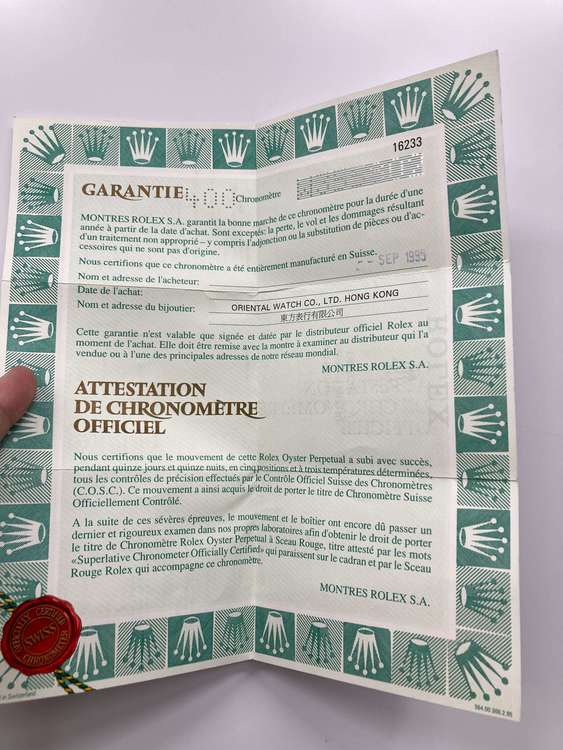 16233
GARANTIE 400 Chronomètre
MONTRES ROLEX S.A. garantit la bonne marche de ce chronomètre pour la durée d'une
année à partir de la date d'achat. Sont exceptés: la perte, le vol et les dommages résultant
d'un traitement non approprié – y compris l'adjonction ou la substitution de pièces ou d'ac-
cessoires qui ne sont pas d'origine.
Nous certifions que ce chronomètre a été entièrement manufacturé en Suisse.
SEP 1995
Nom et adresse de l'acheteur:
Date de l'achat:
Nom et adresse du bijoutier: ORIENTAL WATCH CO., LTD. HONG KONG
東方表行有限公司
Cette garantie n'est valable que signée et datée par le distributeur officiel Rolex au
moment de l'achat. Elle doit être remise avec la montre à examiner au distributeur qui l'a
vendue ou à l'une des principales adresses de notre réseau mondial.
MONTRES ROLEX S.A.
ATTESTATION
DE CHRONOMÈTRE
OFFICIEL
Nous certifions que le mouvement de cette Rolex Oyster Perpetual a subi avec succès,
pendant quinze jours et quinze nuits, en cinq positions et à trois températures déterminées,
tous les contrôles de précision effectués par le Contrôle Officiel Suisse des Chronomètres
(C.O.S.C.). Ce mouvement a ainsi acquis le droit de porter le titre de Chronomètre Suisse
Officiellement Contrôlé.
A la suite de ces sévères épreuves, le mouvement et le boîtier ont encore dû passer un
dernier et rigoureux examen dans nos propres laboratoires afin d'obtenir le droit de porter
le titre de Chronomètre Rolex Oyster Perpetual à Sceau Rouge, titre attesté par les mots
«Superlative Chronometer Officially Certified» qui paraissent sur le cadran et par le Sceau
Rouge Rolex qui accompagne ce chronomètre.
MONTRES ROLEX S.A.
SWISS
CHRONOMETER
in Switzerland
564.00 500.2.95